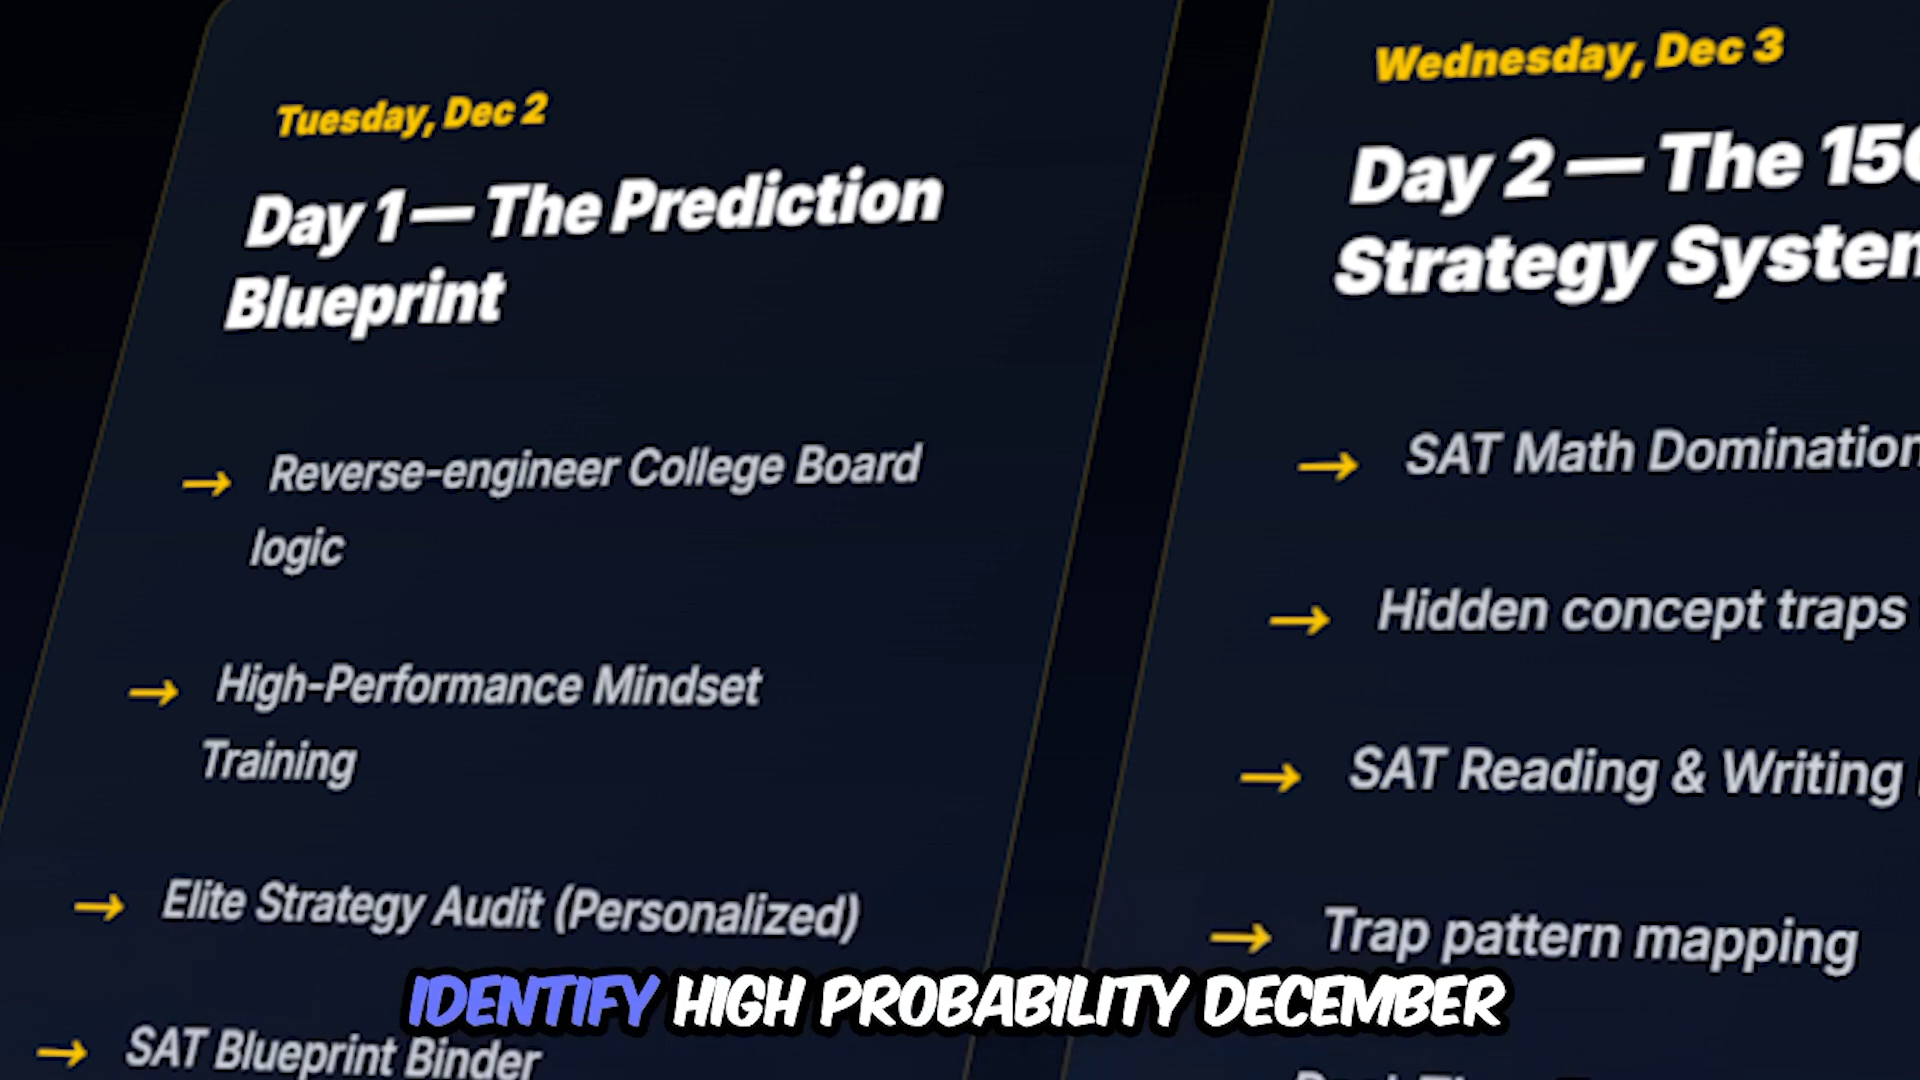 Tuesday, Dec 2
Day 1 — The Prediction
Blueprint
→ Reverse-engineer College Board
logic
→ High-Performance Mindset
Training
→ Elite Strategy Audit (Personalized)
→ SAT Blueprint Binder
Wednesday, Dec 3
Day 2 — The
Strategy
→ SAT Math Domination
→ Hidden concept traps
→ SAT Reading & Writing
→ Trap pattern mapping
IDENTIFY HIGH PROBABILITY DECEMBER